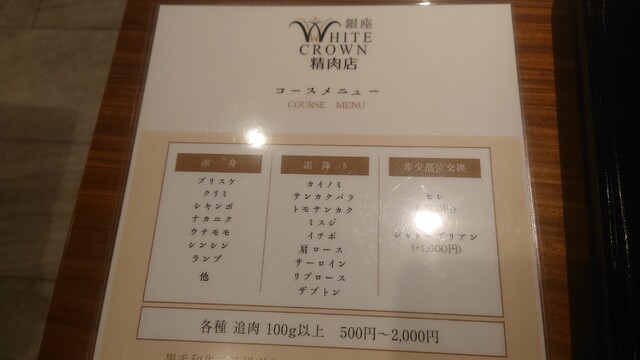 銀座
WHITE
CROWN
精肉店
コースメニュー
COURSE MENU
赤身
ブリスケ
クリミ
シキンボ
ナカニク
ウチモモ
シンシン
ランプ
他
霜降り
カイノミ
サンカクバラ
トモサンカク
ミスジ
イチボ
肩ロース
サーロイン
リブロース
ザブトン
希少部位交換
ヒレ
シャトーブリアン
(+1,000円)
各種 追肉 100g以上 500円～2,000円